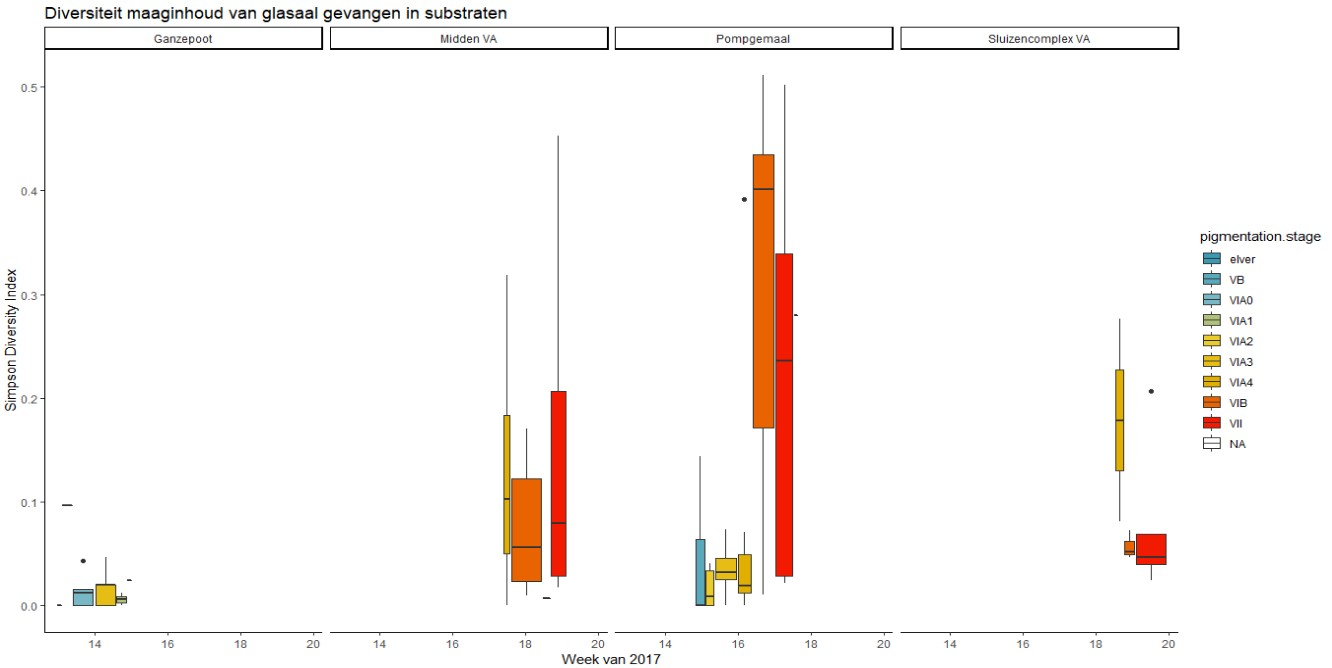 Diversiteit maaginhoud van glasaal gevangen in substraten
Ganzepoot
Midden VA
Pompgemaal
Sluizencomplex VA
Simpson Diversity Index
0.5
0.4
0.3
0.2
0.1
0.0
14 16 18 20
14 16 18 20
14 16 18 20
14 16 18 20
Week van 2017
pigmentation.stage
elver
VB
VIA0
VIA1
VIA2
VIA3
VIA4
VIB
VII
NA